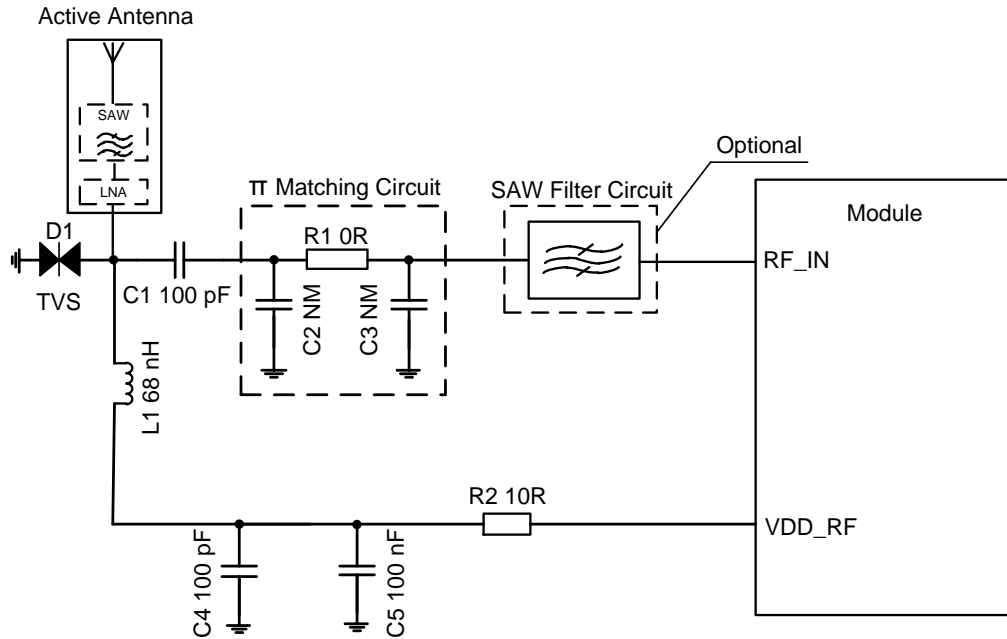 Active Antenna
SAW
LNA
D1
TVS
C1 100 pF
π Matching Circuit
R1 0R
C2 NM
C3 NM
SAW Filter Circuit
Optional
Module
RF_IN
L1 68 nH
R2 10R
VDD_RF
C4 100 pF
C5 100 nF